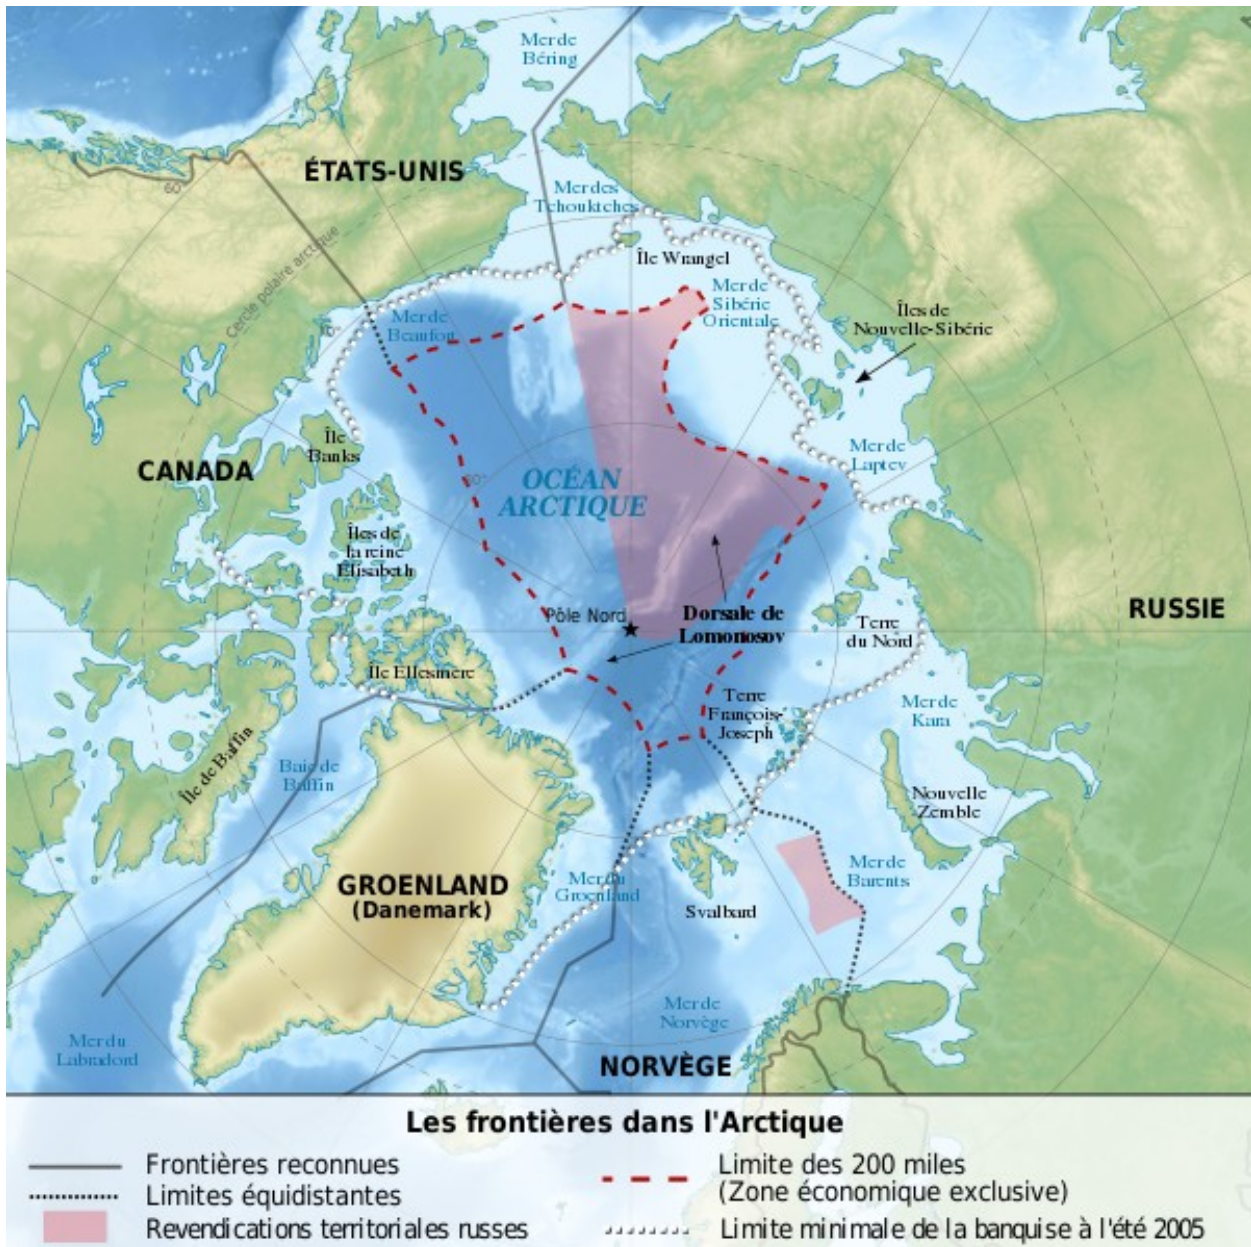 Mer de
Béring
ÉTATS-UNIS
60°
Mer des
Tchouktches
Cercle polaire arctique
Île Wrangel
Mer de
Sibérie
Orientale
Îles de
Nouvelle-Sibérie
Mer de
Beaufort
70°
Île
Banks
CANADA
Mer de
Laptev
80°
OCÉAN
ARCTIQUE
Îles de
la reine
Élisabeth
Pôle Nord
Dorsale de
Lomonosov
RUSSIE
Terre
du Nord
Île Ellesmere
Terre
François-
Joseph
Mer de
Kara
Île de Baffin
Baie de
Baffin
Nouvelle
Zemble
GROENLAND
(Danemark)
Mer du
Groenland
Mer de
Barents
Svalbard
Mer du
Labradord
Mer de
Norvège
NORVÈGE
Les frontières dans l'Arctique
Frontières reconnues
Limites équidistantes
Revendications territoriales russes
Limite des 200 miles
(Zone économique exclusive)
Limite minimale de la banquise à l'été 2005